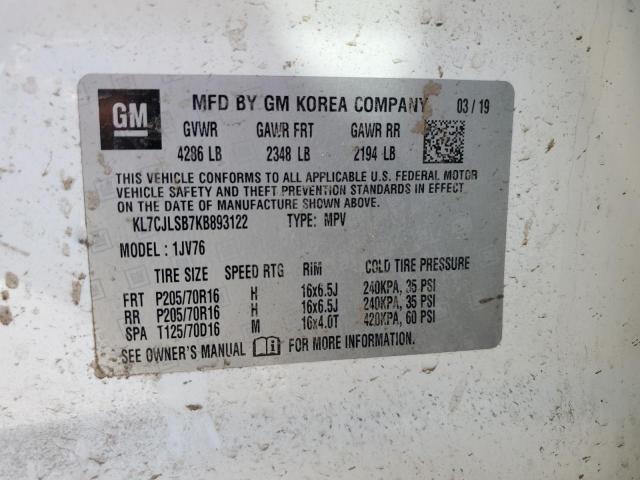 GM MFD BY GM KOREA COMPANY 03 / 19
GVWR GAWR FRT GAWR RR
4286 LB 2348 LB 2194 LB
THIS VEHICLE CONFORMS TO ALL APPLICABLE U.S. FEDERAL MOTOR
VEHICLE SAFETY AND THEFT PREVENTION STANDARDS IN EFFECT
ON THE DATE OF MANUFACTURE SHOWN ABOVE.
KL7CJLSB7KB893122 TYPE: MPV
MODEL : 1JV76
TIRE SIZE SPEED RTG RIM COLD TIRE PRESSURE
FRT P205/70R16 H 16x6.5J 240KPA, 35 PSI
RR P205/70R16 H 16x6.5J 240KPA, 35 PSI
SPA T125/70D16 M 16x4.0T 420KPA, 60 PSI
SEE OWNER'S MANUAL FOR MORE INFORMATION.